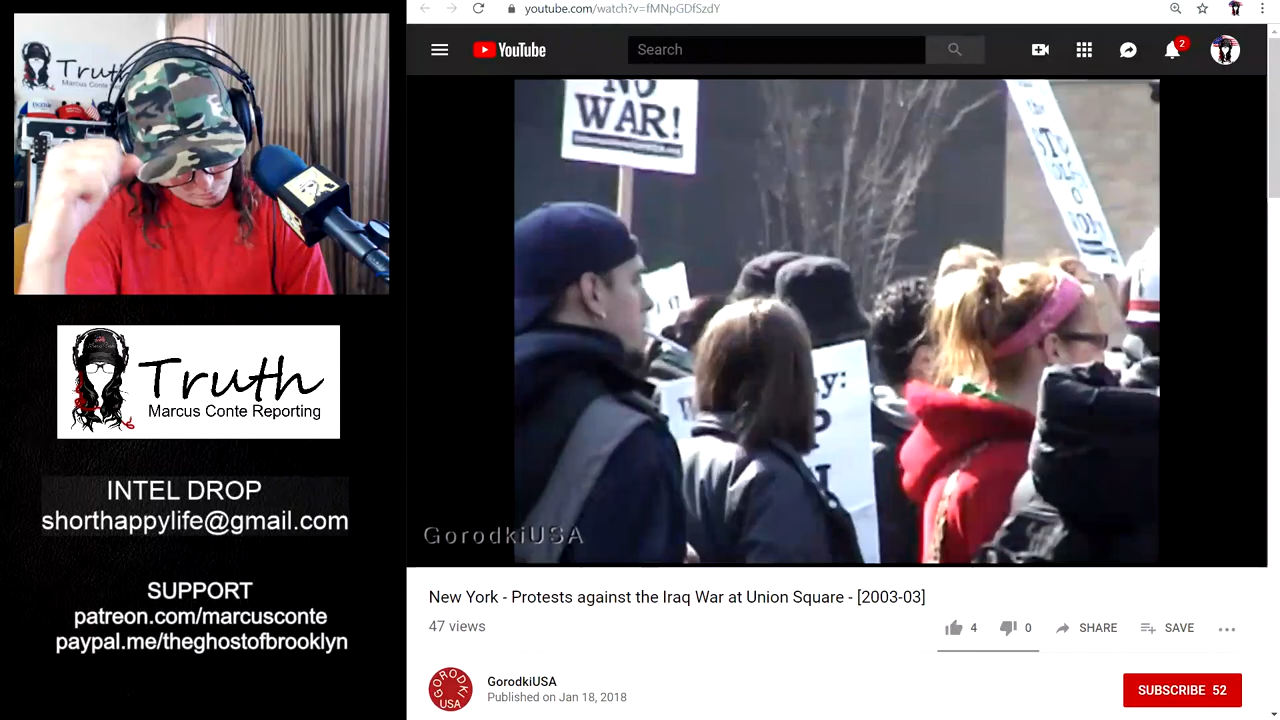 Truth
Marcus Conte
Truth
Marcus Conte Reporting
INTEL DROP
shorthappylife@gmail.com
SUPPORT
patreon.com/marcusconte
paypal.me/theghostofbrooklyn
youtube.com/watch?v=fMNpGDfSzdY
YouTube
Search
2
NO
WAR!
GorodkiUSA
New York - Protests against the Iraq War at Union Square - [2003-03]
47 views
4
0
SHARE
SAVE
GORODKI
USA
GorodkiUSA
Published on Jan 18, 2018
SUBSCRIBE 52